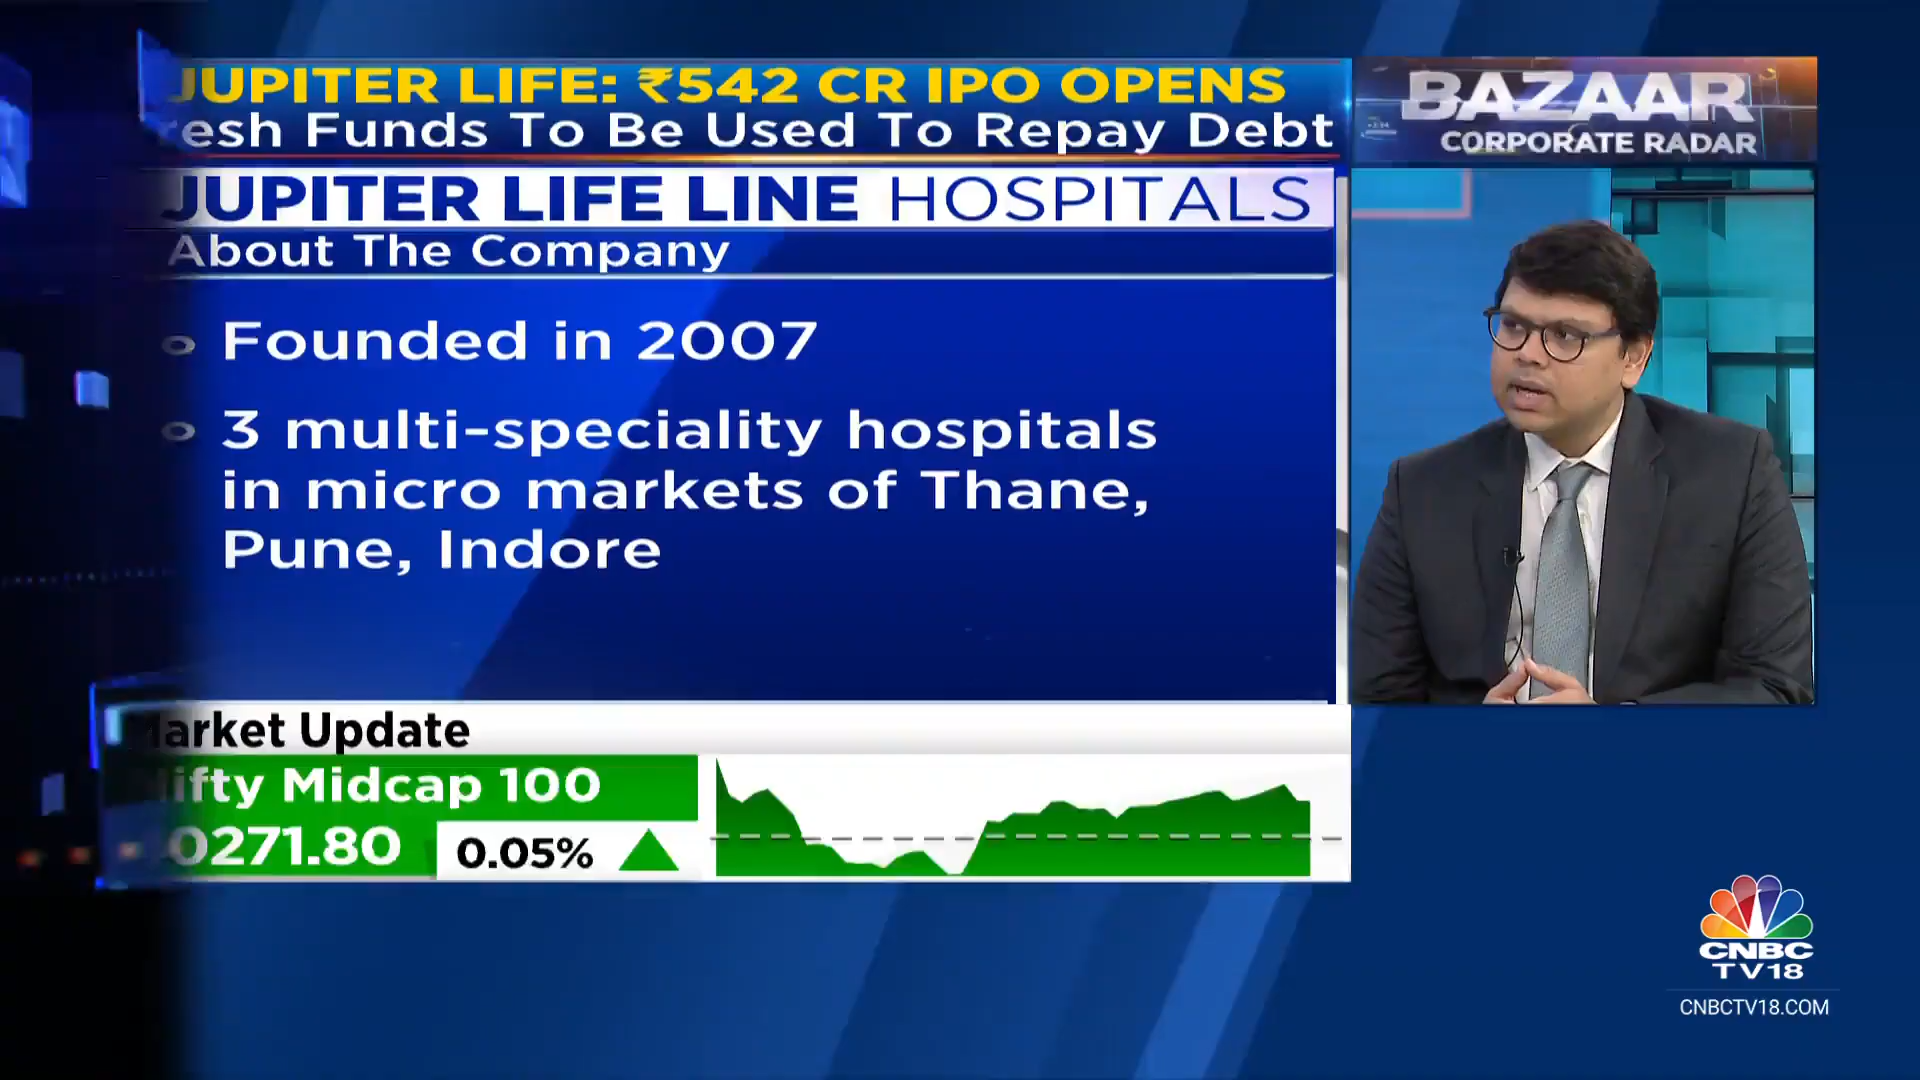 JUPITER LIFE: ₹542 CR IPO OPENS
resh Funds To Be Used To Repay Debt
BAZAAR
CORPORATE RADAR
JUPITER LIFE LINE HOSPITALS
About The Company
Founded in 2007
3 multi-speciality hospitals
in micro markets of Thane,
Pune, Indore
arket Update
ifty Midcap 100
0271.80
0.05%
CNBC
TV18
CNBCTV18.COM